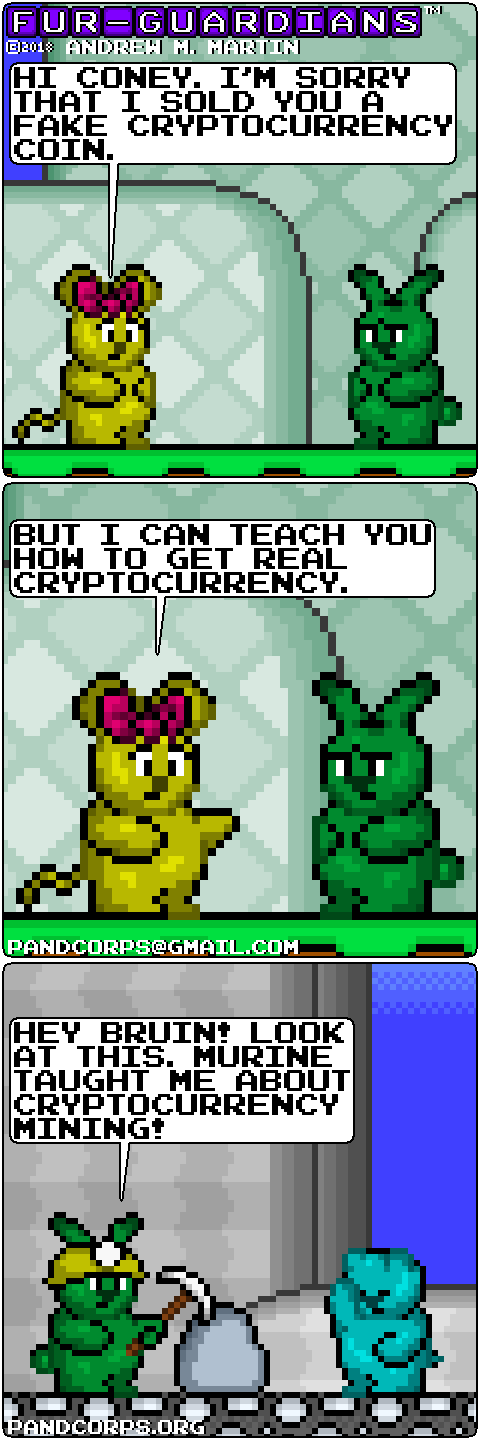 FUR-GUARDIANS™
©2018 ANDREW M. MARTIN
HI CONEY. I'M SORRY
THAT I SOLD YOU A
FAKE CRYPTOCURRENCY
COIN.
BUT I CAN TEACH YOU
HOW TO GET REAL
CRYPTOCURRENCY.
PANDCORPS@GMAIL.COM
HEY BRUIN! LOOK
AT THIS. MURINE
TAUGHT ME ABOUT
CRYPTOCURRENCY
MINING!
PANDCORPS.ORG